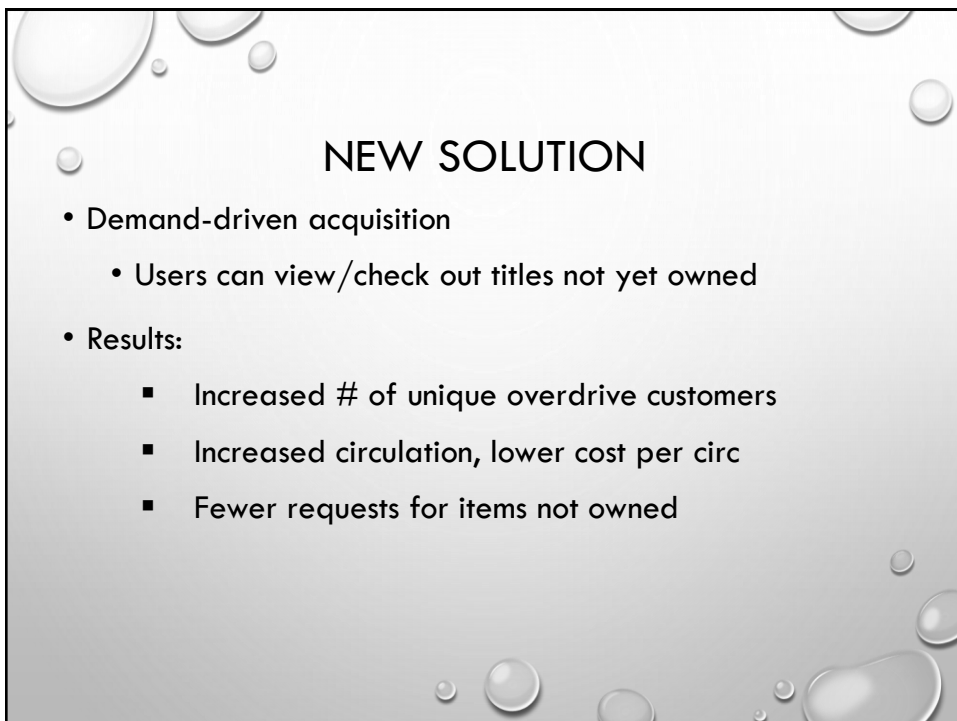 NEW SOLUTION
• Demand-driven acquisition
• Users can view/check out titles not yet owned
• Results:
▪ Increased # of unique overdrive customers
▪ Increased circulation, lower cost per circ
▪ Fewer requests for items not owned